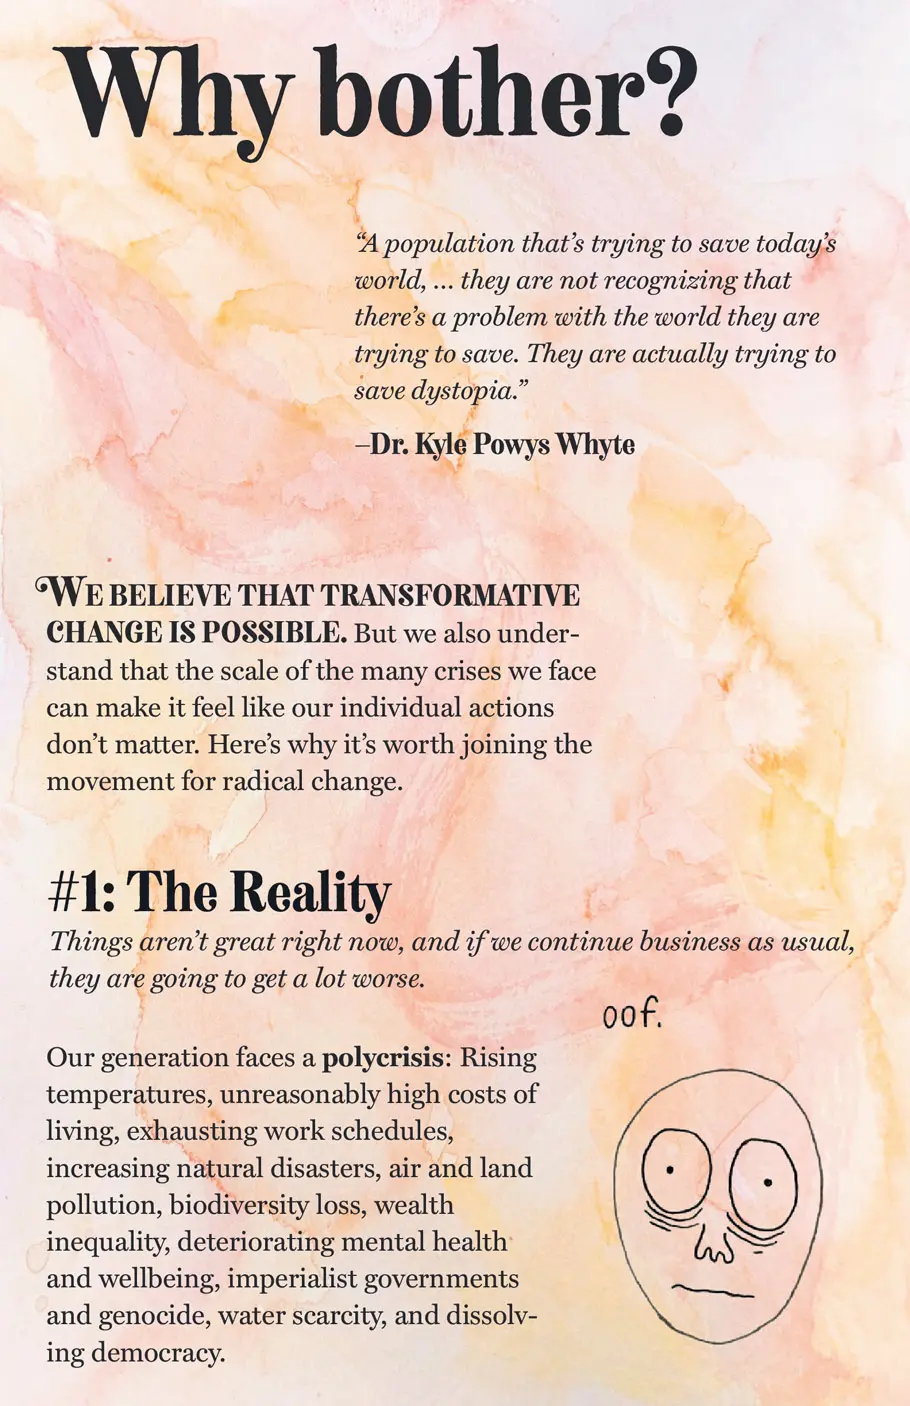 Why bother?
“A population that’s trying to save today’s
world, ... they are not recognizing that
there’s a problem with the world they are
trying to save. They are actually trying to
save dystopia.”
–Dr. Kyle Powys Whyte
WE BELIEVE THAT TRANSFORMATIVE
CHANGE IS POSSIBLE. But we also under-
stand that the scale of the many crises we face
can make it feel like our individual actions
don’t matter. Here’s why it’s worth joining the
movement for radical change.
#1: The Reality
Things aren’t great right now, and if we continue business as usual,
they are going to get a lot worse.
oof.
Our generation faces a polycrisis: Rising
temperatures, unreasonably high costs of
living, exhausting work schedules,
increasing natural disasters, air and land
pollution, biodiversity loss, wealth
inequality, deteriorating mental health
and wellbeing, imperialist governments
and genocide, water scarcity, and dissolv-
ing democracy.